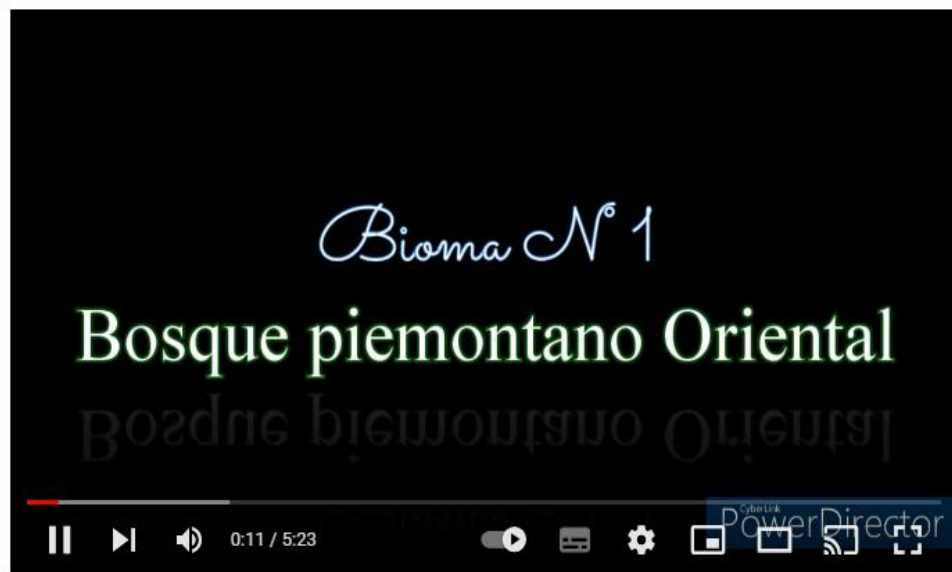 Bioma N° 1
Bosque piemontano Oriental
0:11 / 5:23
CyberLink
PowerDirector